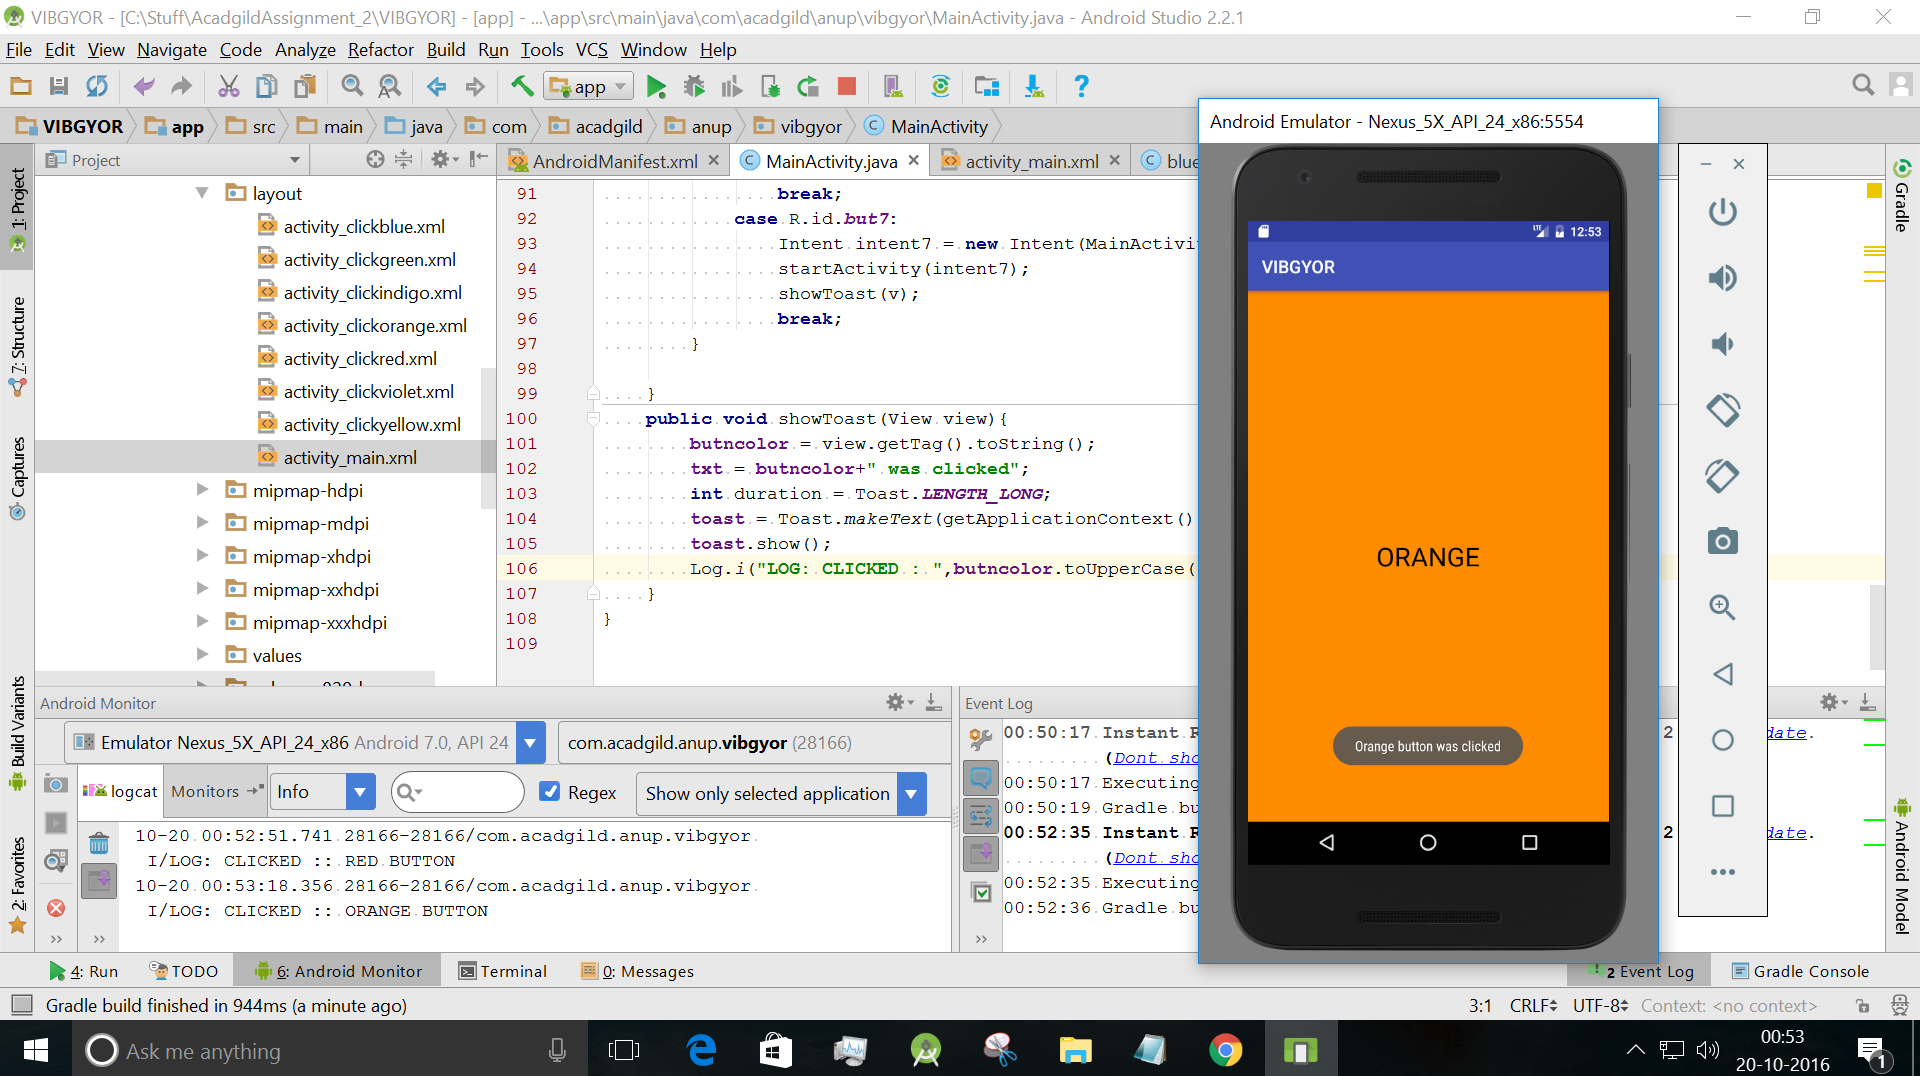 VIBGYOR - [C:\Stuff\AcadgildAssignment_2\VIBGYOR] - [app] - ...\app\src\main\java\com\acadgild\anup\vibgyor\MainActivity.java - Android Studio 2.2.1
File Edit View Navigate Code Analyze Refactor Build Run Tools VCS Window Help
app
VIBGYOR app src main java com acadgild anup vibgyor MainActivity
Project
AndroidManifest.xml MainActivity.java activity_main.xml blue
1: Project
7: Structure
Captures
Build Variants
2: Favorites
layout
activity_clickblue.xml
activity_clickgreen.xml
activity_clickindigo.xml
activity_clickorange.xml
activity_clickred.xml
activity_clickviolet.xml
activity_clickyellow.xml
activity_main.xml
mipmap-hdpi
mipmap-mdpi
mipmap-xhdpi
mipmap-xxhdpi
mipmap-xxxhdpi
values
91 break;
92 case R.id.but7:
93 Intent intent7 = new Intent(MainActivi
94 startActivity(intent7);
95 showToast(v);
96 break;
97 }
98
99 }
100 public void showToast(View view){
101 butncolor = view.getTag().toString();
102 txt = butncolor+" was clicked";
103 int duration = Toast.LENGTH_LONG;
104 toast = Toast.makeText(getApplicationContext()
105 toast.show();
106 Log.i("LOG: CLICKED : ",butncolor.toUpperCase(
107 }
108 }
109
Android Emulator - Nexus_5X_API_24_x86:5554
LTE 12:53
VIBGYOR
ORANGE
Orange button was clicked
Gradle
Android Model
Android Monitor
Emulator Nexus_5X_API_24_x86 Android 7.0, API 24
com.acadgild.anup.vibgyor (28166)
logcat Monitors Info Regex Show only selected application
10-20 00:52:51.741 28166-28166/com.acadgild.anup.vibgyor
I/LOG: CLICKED :: RED BUTTON
10-20 00:53:18.356 28166-28166/com.acadgild.anup.vibgyor
I/LOG: CLICKED :: ORANGE BUTTON
Event Log
00:50:17 Instant R 2 date.
(Dont sho
00:50:17 Executing
00:50:19 Gradle bu
00:52:35 Instant R 2 date.
(Dont sho
00:52:35 Executing
00:52:36 Gradle bu
4: Run TODO 6: Android Monitor Terminal 0: Messages 2 Event Log Gradle Console
Gradle build finished in 944ms (a minute ago) 3:1 CRLF UTF-8 Context: <no context>
Ask me anything
00:53
20-10-2016
1